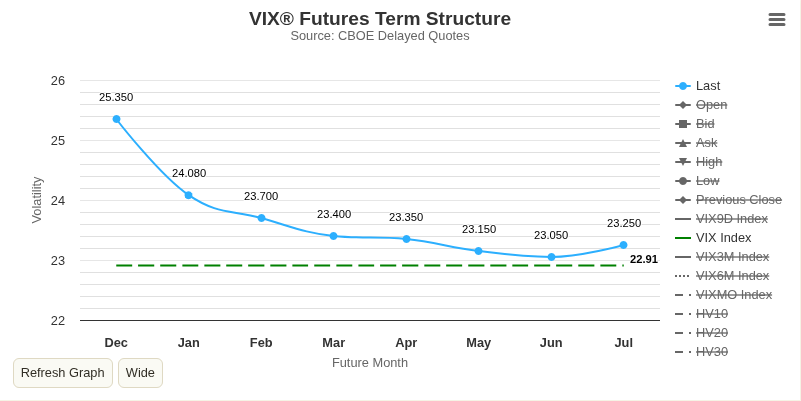 VIX® Futures Term Structure
Source: CBOE Delayed Quotes
Volatility
26
25
24
23
22
25.350
24.080
23.700
23.400
23.350
23.150
23.050
23.250
22.91
Dec Jan Feb Mar Apr May Jun Jul
Future Month
Last
Open
Bid
Ask
High
Low
Previous Close
VIX9D Index
VIX Index
VIX3M Index
VIX6M Index
VIXMO Index
HV10
HV20
HV30
Refresh Graph Wide